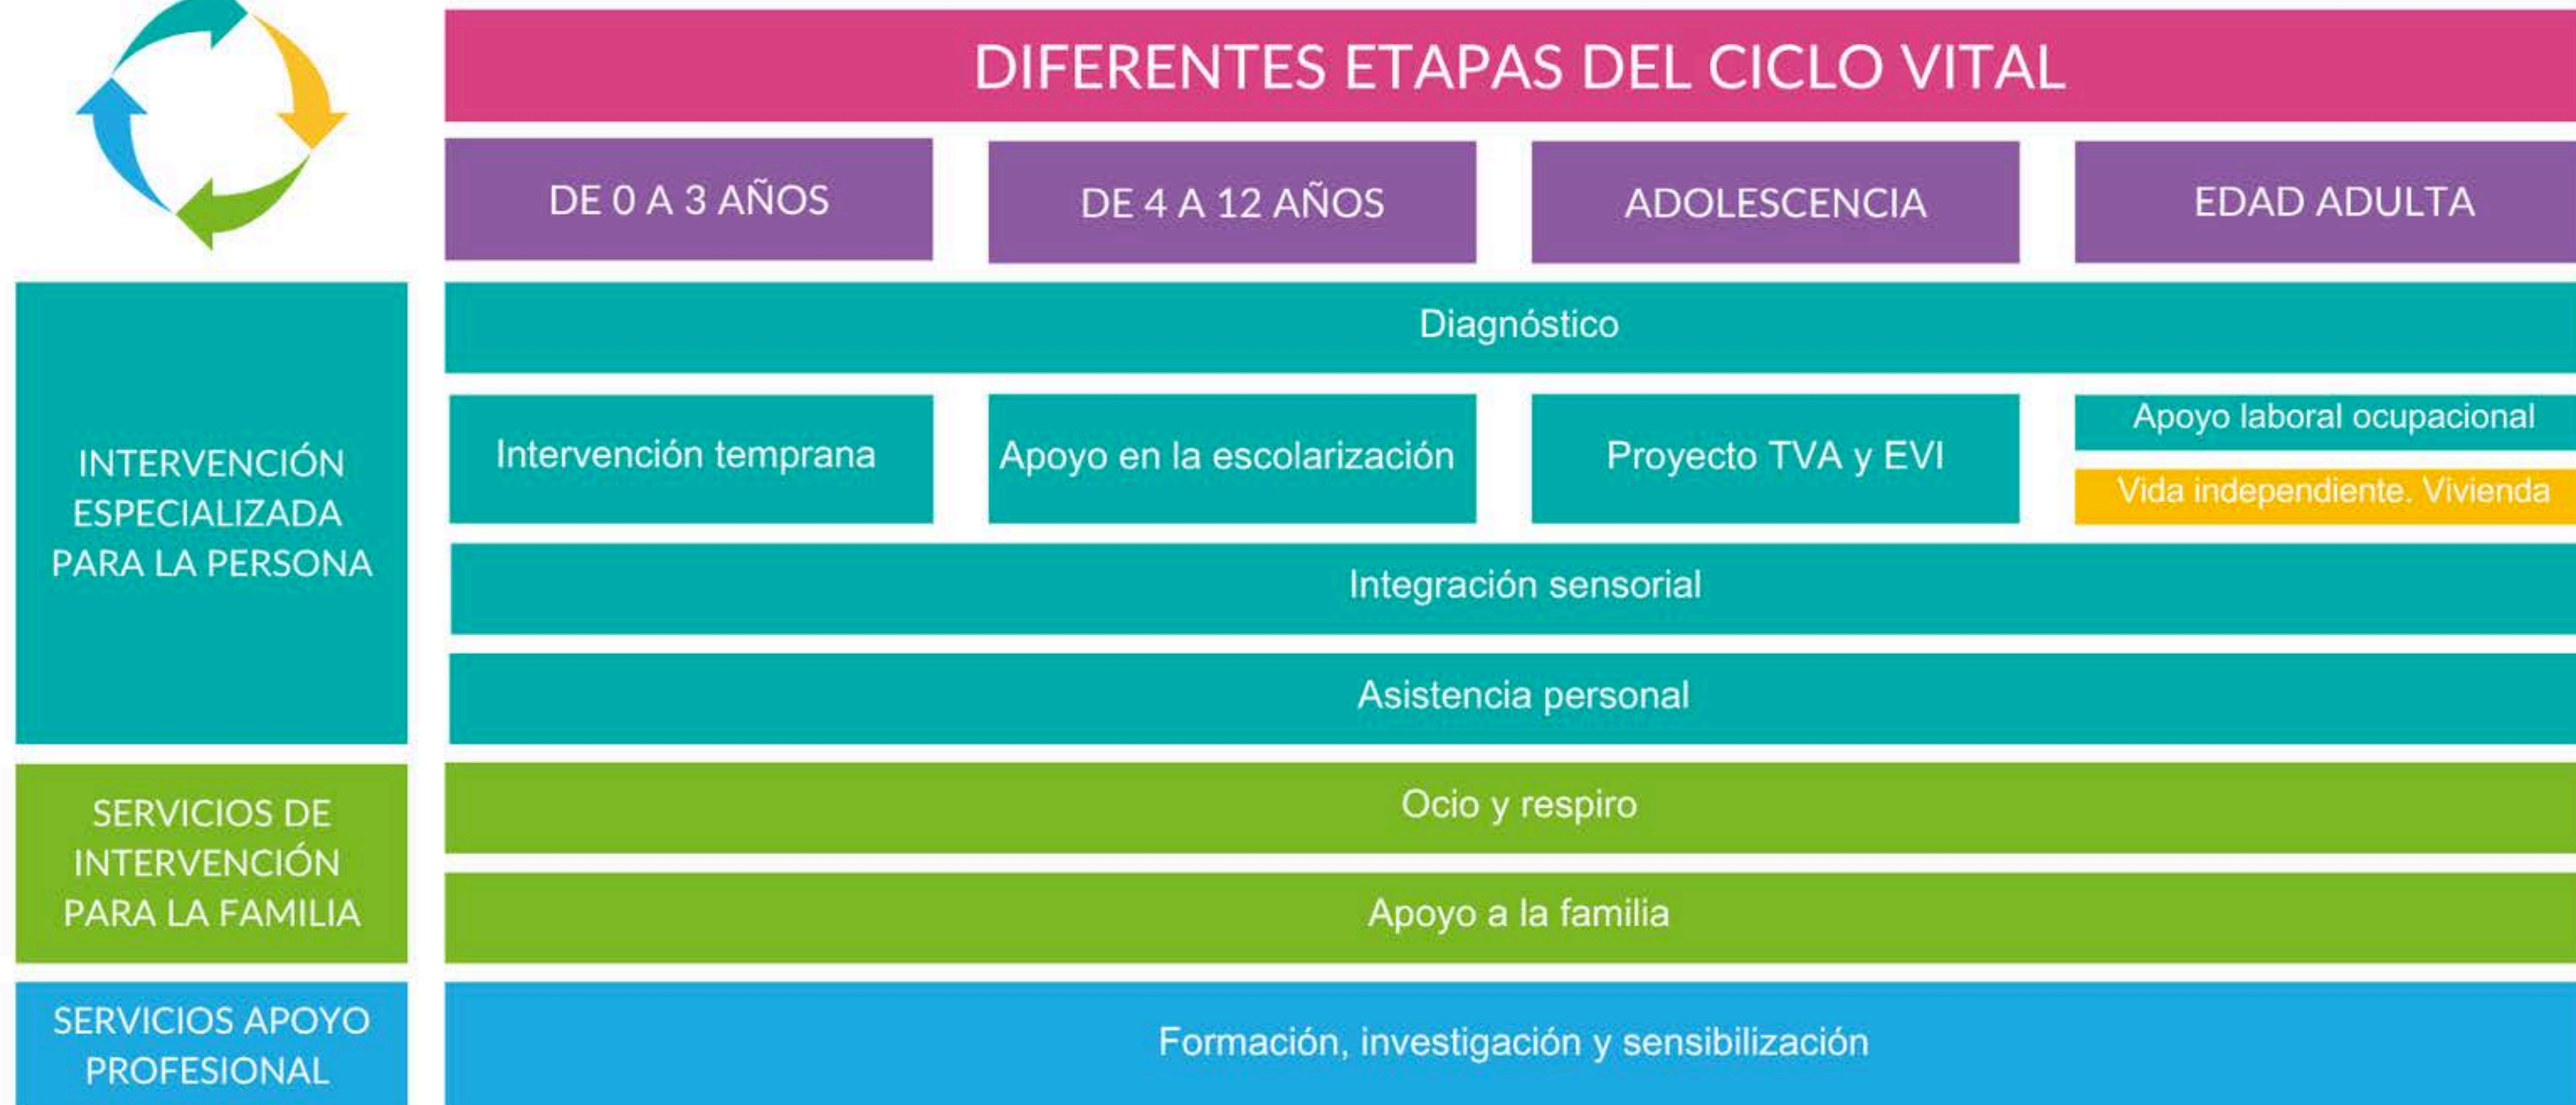 DIFERENTES ETAPAS DEL CICLO VITAL
DE 0 A 3 AÑOS
DE 4 A 12 AÑOS
ADOLESCENCIA
EDAD ADULTA
INTERVENCIÓN
ESPECIALIZADA
PARA LA PERSONA
Diagnóstico
Intervención temprana
Apoyo en la escolarización
Proyecto TVA y EVI
Apoyo laboral ocupacional
Vida independiente. Vivienda
Integración sensorial
Asistencia personal
SERVICIOS DE
INTERVENCIÓN
PARA LA FAMILIA
Ocio y respiro
Apoyo a la familia
SERVICIOS APOYO
PROFESIONAL
Formación, investigación y sensibilización